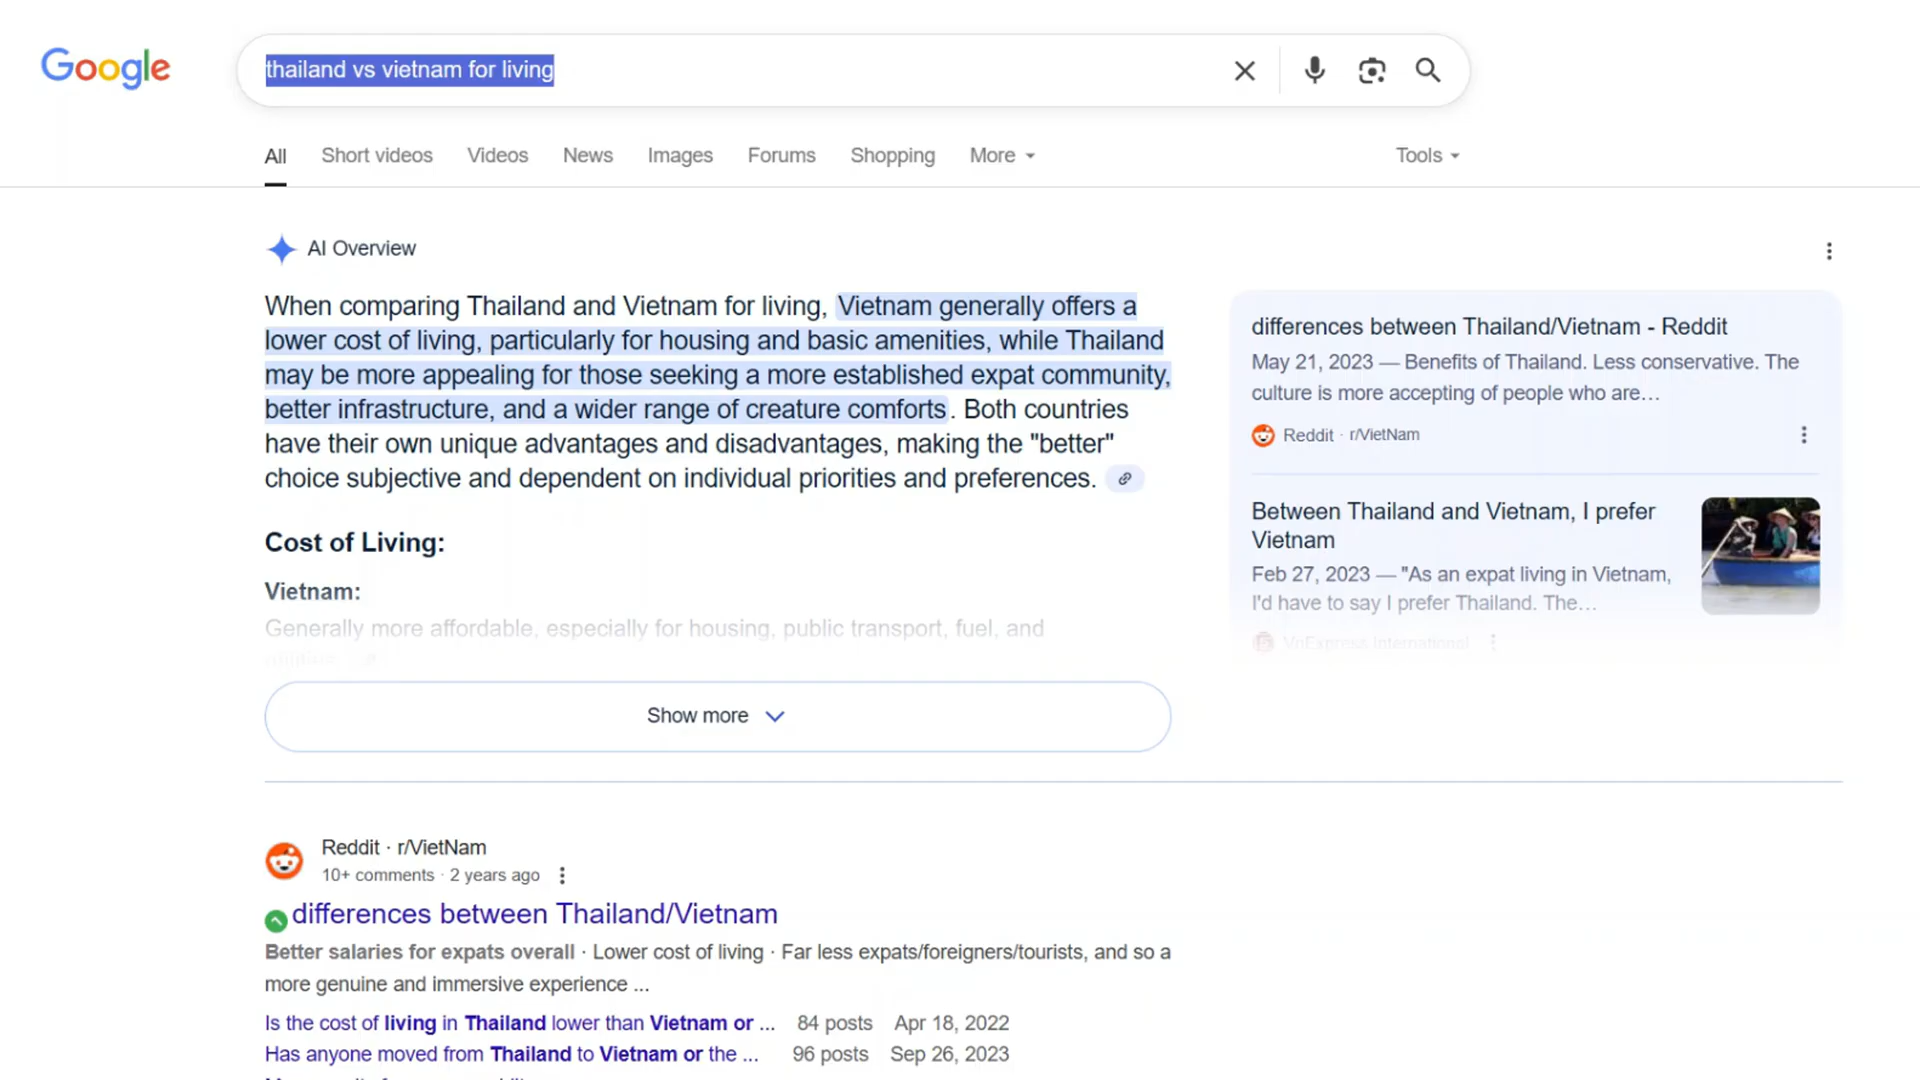 Google
thailand vs vietnam for living
All Short videos Videos News Images Forums Shopping More Tools
AI Overview
When comparing Thailand and Vietnam for living, Vietnam generally offers a
lower cost of living, particularly for housing and basic amenities, while Thailand
may be more appealing for those seeking a more established expat community,
better infrastructure, and a wider range of creature comforts. Both countries
have their own unique advantages and disadvantages, making the "better"
choice subjective and dependent on individual priorities and preferences.
Cost of Living:
Vietnam:
Generally more affordable, especially for housing, public transport, fuel, and
Show more
differences between Thailand/Vietnam - Reddit
May 21, 2023 — Benefits of Thailand. Less conservative. The
culture is more accepting of people who are...
Reddit · r/VietNam
Between Thailand and Vietnam, I prefer
Vietnam
Feb 27, 2023 — "As an expat living in Vietnam,
I'd have to say I prefer Thailand. The...
VnExpress International
Reddit · r/VietNam
10+ comments · 2 years ago
differences between Thailand/Vietnam
Better salaries for expats overall · Lower cost of living · Far less expats/foreigners/tourists, and so a
more genuine and immersive experience ...
Is the cost of living in Thailand lower than Vietnam or ... 84 posts Apr 18, 2022
Has anyone moved from Thailand to Vietnam or the ... 96 posts Sep 26, 2023